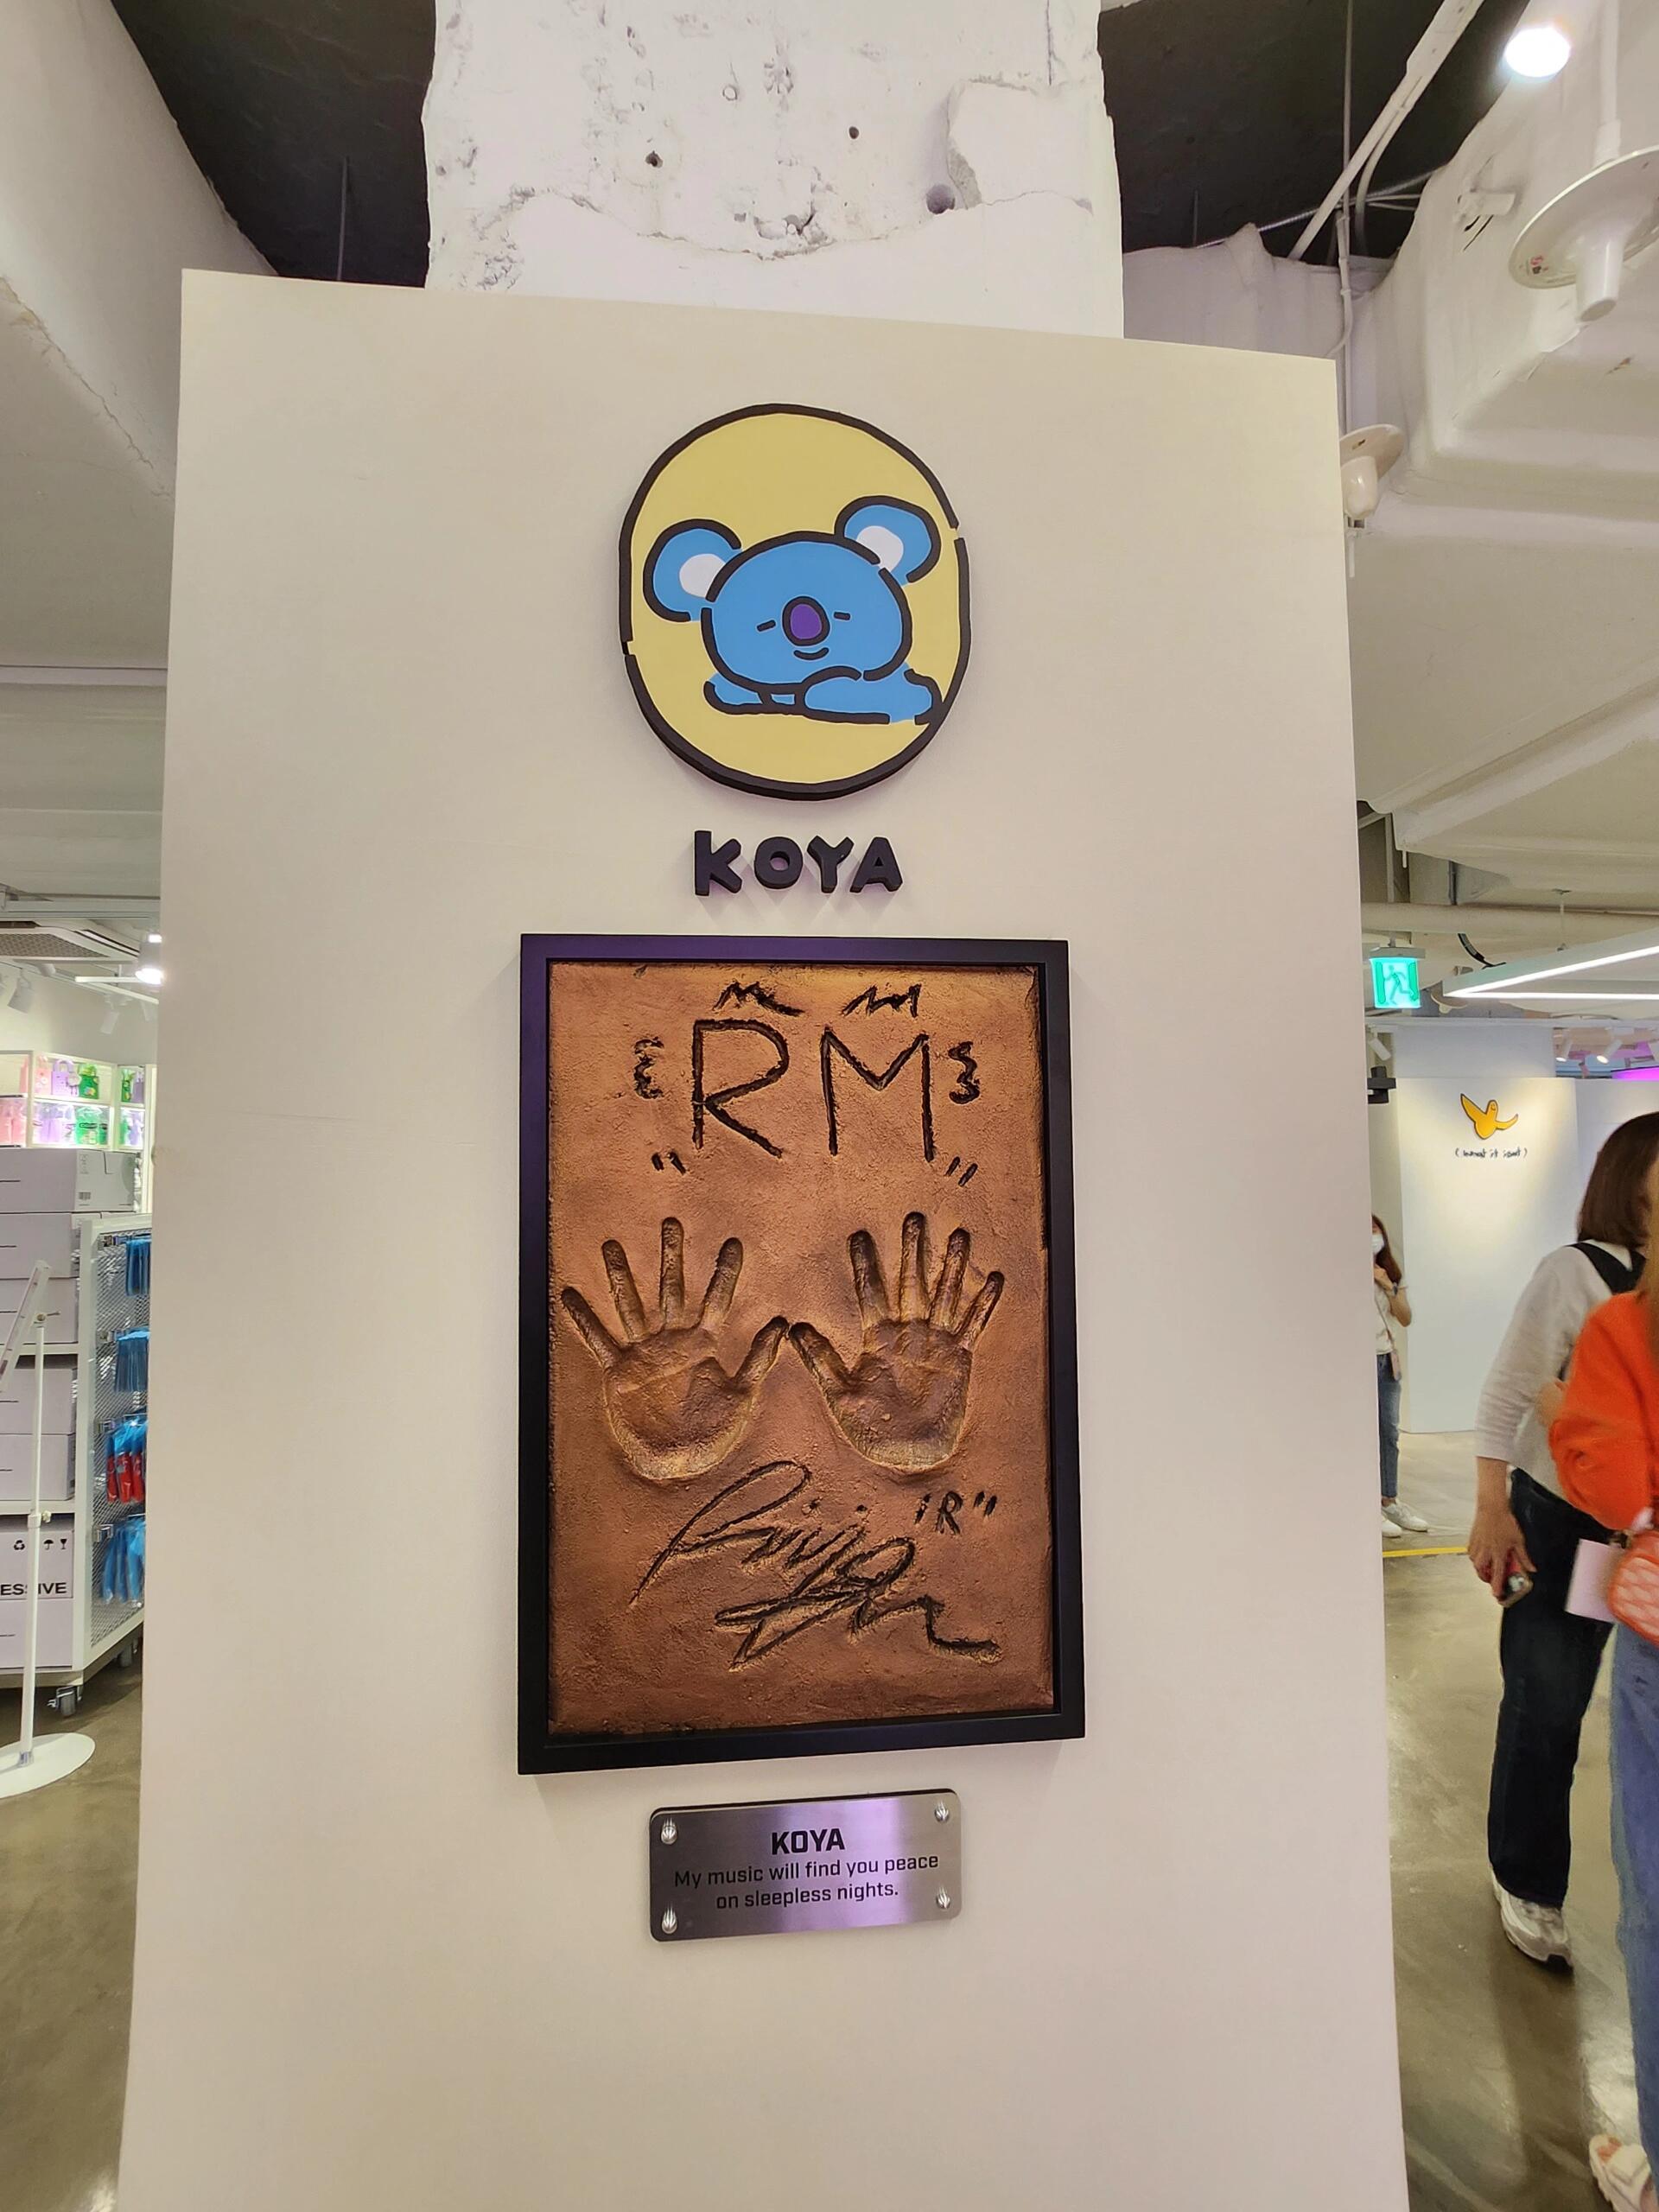 KOYA
RM
"R"
KOYA
My music will find you peace
on sleepless nights.
ESSIVE